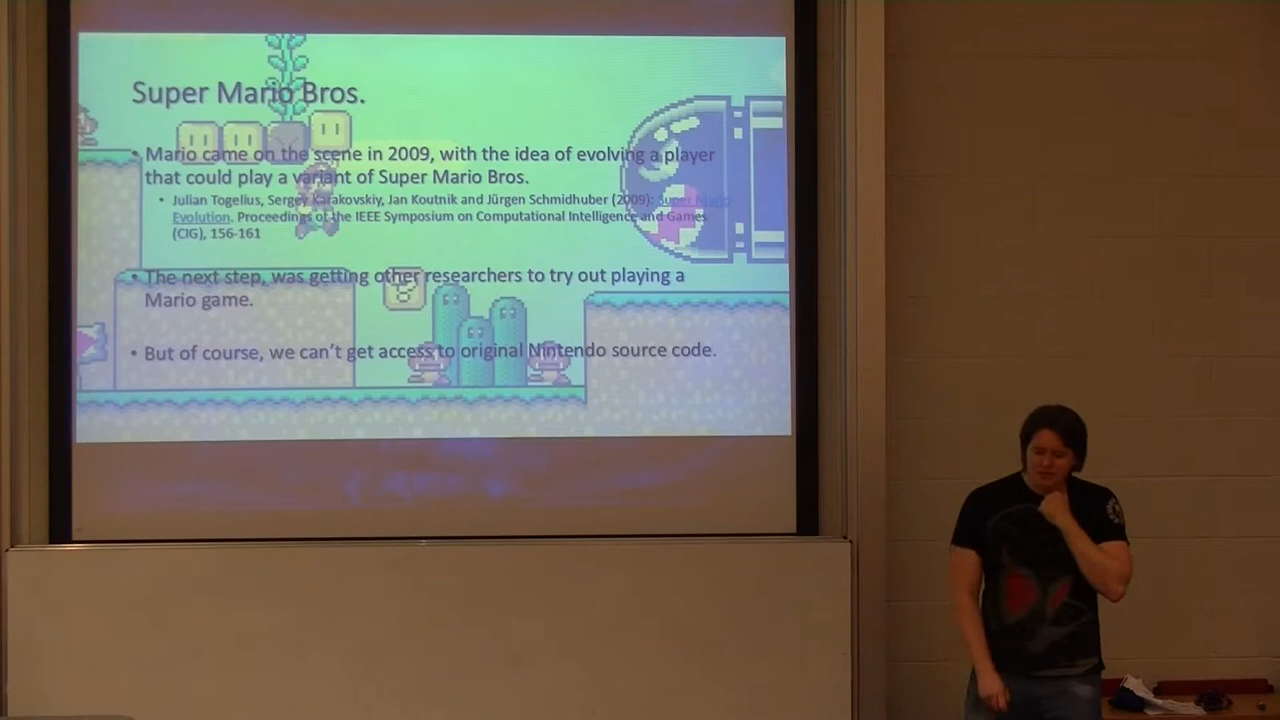 Super Mario Bros.
• Mario came on the scene in 2009, with the idea of evolving a player
that could play a variant of Super Mario Bros.
• Julian Togelius, Sergey Karakovskiy, Jan Koutnik and Jürgen Schmidhuber (2009): Super Mario
Evolution. Proceedings of the IEEE Symposium on Computational Intelligence and Games
(CIG), 156-161
• The next step, was getting other researchers to try out playing a
Mario game.
• But of course, we can't get access to original Nintendo source code.